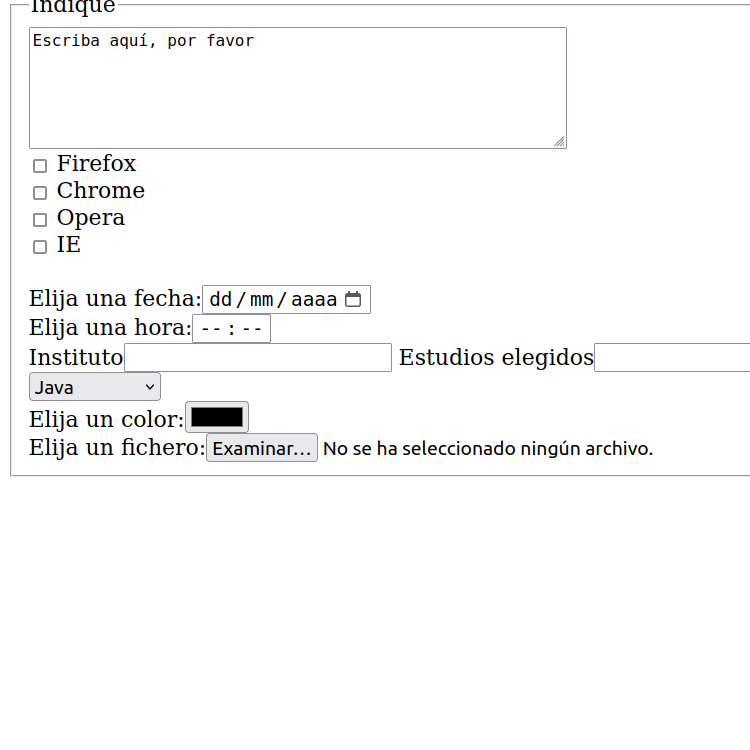 Indique
Escriba aquí, por favor
Firefox
Chrome
Opera
IE
Elija una fecha: dd/mm/aaaa
Elija una hora: --:--
Instituto Estudios elegidos
Java
Elija un color:
Elija un fichero: Examinar... No se ha seleccionado ningún archivo.